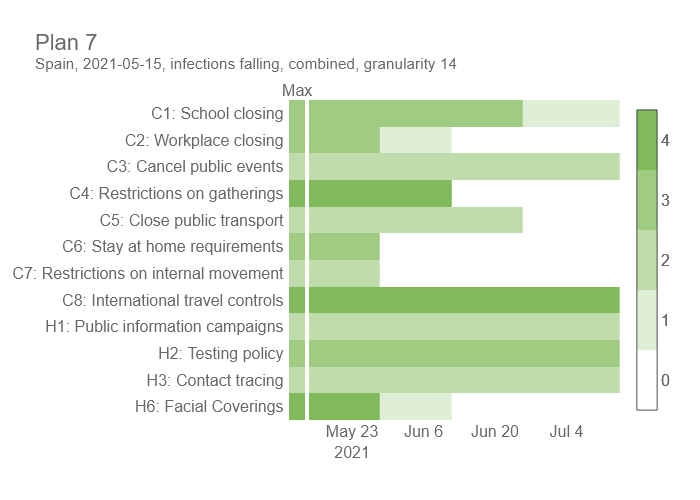 Plan 7
Spain, 2021-05-15, infections falling, combined, granularity 14
Max
C1: School closing
C2: Workplace closing
C3: Cancel public events
C4: Restrictions on gatherings
C5: Close public transport
C6: Stay at home requirements
C7: Restrictions on internal movement
C8: International travel controls
H1: Public information campaigns
H2: Testing policy
H3: Contact tracing
H6: Facial Coverings
May 23 Jun 6 Jun 20 Jul 4
2021
4
3
2
1
0